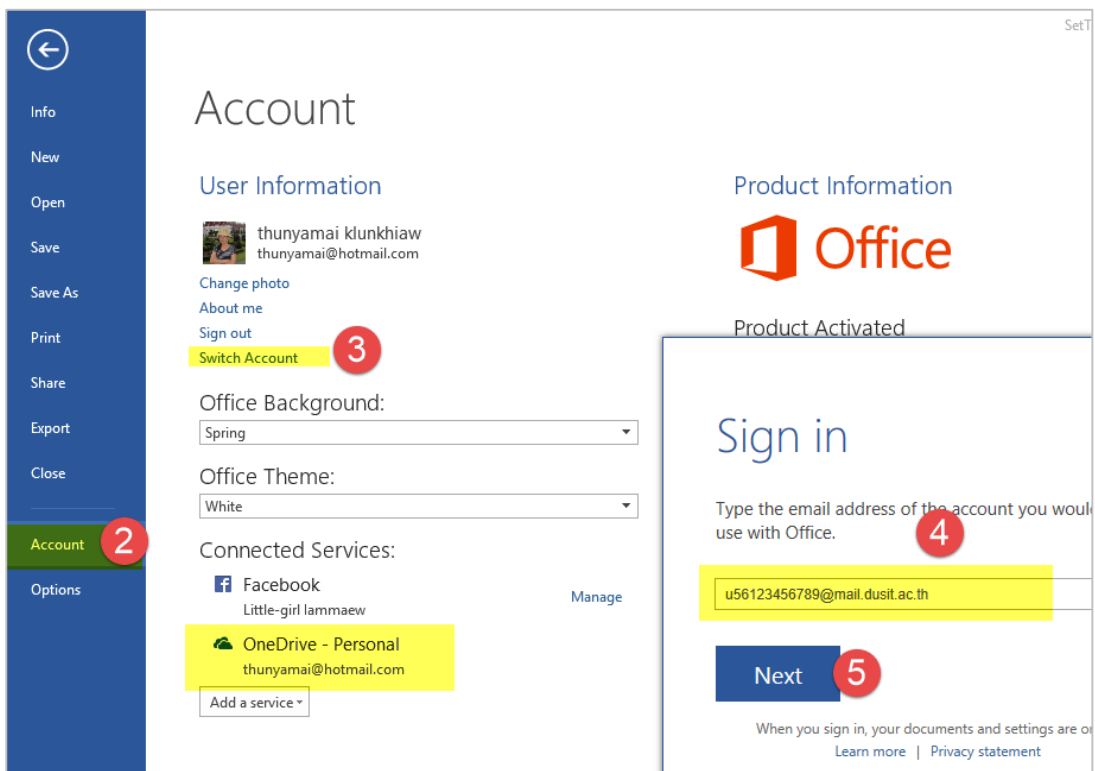 SetT
Info
New
Open
Save
Save As
Print
Share
Export
Close
Account 2
Options
Account
User Information
thunyamai klunkhiaw
thunyamai@hotmail.com
Change photo
About me
Sign out
Switch Account 3
Office Background:
Spring
Office Theme:
White
Connected Services:
Facebook
Little-girl lammaew
Manage
OneDrive - Personal
thunyamai@hotmail.com
Add a service
Product Information
Office
Product Activated
Sign in
Type the email address of the account you woul
use with Office. 4
u56123456789@mail.dusit.ac.th
Next 5
When you sign in, your documents and settings are o
Learn more | Privacy statement